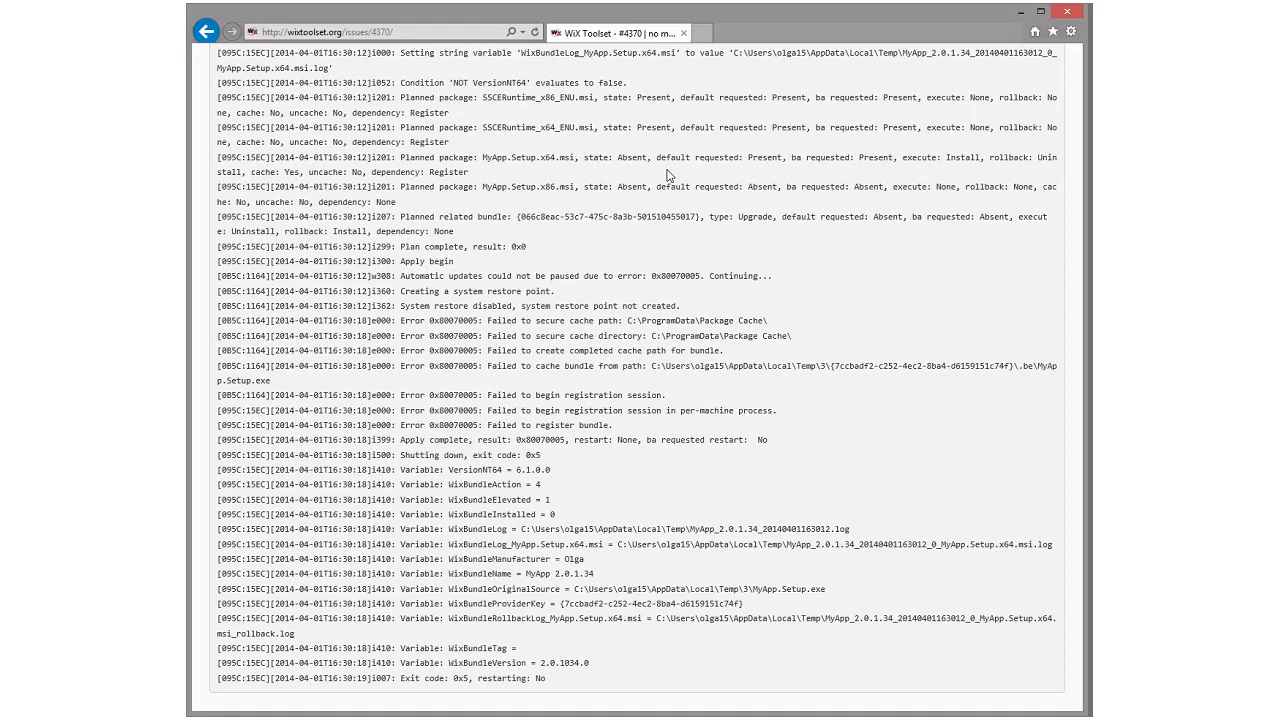 http://wixtoolset.org/issues/4370/
WiX Toolset - #4370 | no m...
[095C:15EC][2014-04-01T16:30:12]i000: Setting string variable 'WixBundleLog_MyApp.Setup.x64.msi' to value 'C:\Users\olga15\AppData\Local\Temp\MyApp_2.0.1.34_20140401163012_0_
MyApp.Setup.x64.msi.log'
[095C:15EC][2014-04-01T16:30:12]i052: Condition 'NOT VersionNT64' evaluates to false.
[095C:15EC][2014-04-01T16:30:12]i201: Planned package: SSCERuntime_x86_ENU.msi, state: Present, default requested: Present, ba requested: Present, execute: None, rollback: No
ne, cache: No, uncache: No, dependency: Register
[095C:15EC][2014-04-01T16:30:12]i201: Planned package: SSCERuntime_x64_ENU.msi, state: Present, default requested: Present, ba requested: Present, execute: None, rollback: No
ne, cache: No, uncache: No, dependency: Register
[095C:15EC][2014-04-01T16:30:12]i201: Planned package: MyApp.Setup.x64.msi, state: Absent, default requested: Present, ba requested: Present, execute: Install, rollback: Unin
stall, cache: Yes, uncache: No, dependency: Register
[095C:15EC][2014-04-01T16:30:12]i201: Planned package: MyApp.Setup.x86.msi, state: Absent, default requested: Absent, ba requested: Absent, execute: None, rollback: None, cac
he: No, uncache: No, dependency: None
[095C:15EC][2014-04-01T16:30:12]i207: Planned related bundle: {066c8eac-53c7-475c-8a3b-501510455017}, type: Upgrade, default requested: Absent, ba requested: Absent, execut
e: Uninstall, rollback: Install, dependency: None
[095C:15EC][2014-04-01T16:30:12]i299: Plan complete, result: 0x0
[095C:15EC][2014-04-01T16:30:12]i300: Apply begin
[0B5C:1164][2014-04-01T16:30:12]w308: Automatic updates could not be paused due to error: 0x80070005. Continuing...
[0B5C:1164][2014-04-01T16:30:12]i360: Creating a system restore point.
[0B5C:1164][2014-04-01T16:30:12]i362: System restore disabled, system restore point not created.
[0B5C:1164][2014-04-01T16:30:18]e000: Error 0x80070005: Failed to secure cache path: C:\ProgramData\Package Cache\
[0B5C:1164][2014-04-01T16:30:18]e000: Error 0x80070005: Failed to secure cache directory: C:\ProgramData\Package Cache\
[0B5C:1164][2014-04-01T16:30:18]e000: Error 0x80070005: Failed to create completed cache path for bundle.
[0B5C:1164][2014-04-01T16:30:18]e000: Error 0x80070005: Failed to cache bundle from path: C:\Users\olga15\AppData\Local\Temp\3\{7ccbadf2-c252-4ec2-8ba4-d6159151c74f}\.be\MyAp
p.Setup.exe
[0B5C:1164][2014-04-01T16:30:18]e000: Error 0x80070005: Failed to begin registration session.
[095C:15EC][2014-04-01T16:30:18]e000: Error 0x80070005: Failed to begin registration session in per-machine process.
[095C:15EC][2014-04-01T16:30:18]e000: Error 0x80070005: Failed to register bundle.
[095C:15EC][2014-04-01T16:30:18]i399: Apply complete, result: 0x80070005, restart: None, ba requested restart:  No
[095C:15EC][2014-04-01T16:30:18]i500: Shutting down, exit code: 0x5
[095C:15EC][2014-04-01T16:30:18]i410: Variable: VersionNT64 = 6.1.0.0
[095C:15EC][2014-04-01T16:30:18]i410: Variable: WixBundleAction = 4
[095C:15EC][2014-04-01T16:30:18]i410: Variable: WixBundleElevated = 1
[095C:15EC][2014-04-01T16:30:18]i410: Variable: WixBundleInstalled = 0
[095C:15EC][2014-04-01T16:30:18]i410: Variable: WixBundleLog = C:\Users\olga15\AppData\Local\Temp\MyApp_2.0.1.34_20140401163012.log
[095C:15EC][2014-04-01T16:30:18]i410: Variable: WixBundleLog_MyApp.Setup.x64.msi = C:\Users\olga15\AppData\Local\Temp\MyApp_2.0.1.34_20140401163012_0_MyApp.Setup.x64.msi.log
[095C:15EC][2014-04-01T16:30:18]i410: Variable: WixBundleManufacturer = Olga
[095C:15EC][2014-04-01T16:30:18]i410: Variable: WixBundleName = MyApp 2.0.1.34
[095C:15EC][2014-04-01T16:30:18]i410: Variable: WixBundleOriginalSource = C:\Users\olga15\AppData\Local\Temp\3\MyApp.Setup.exe
[095C:15EC][2014-04-01T16:30:18]i410: Variable: WixBundleProviderKey = {7ccbadf2-c252-4ec2-8ba4-d6159151c74f}
[095C:15EC][2014-04-01T16:30:18]i410: Variable: WixBundleRollbackLog_MyApp.Setup.x64.msi = C:\Users\olga15\AppData\Local\Temp\MyApp_2.0.1.34_20140401163012_0_MyApp.Setup.x64.
msi_rollback.log
[095C:15EC][2014-04-01T16:30:18]i410: Variable: WixBundleTag =
[095C:15EC][2014-04-01T16:30:18]i410: Variable: WixBundleVersion = 2.0.1034.0
[095C:15EC][2014-04-01T16:30:19]i007: Exit code: 0x5, restarting: No